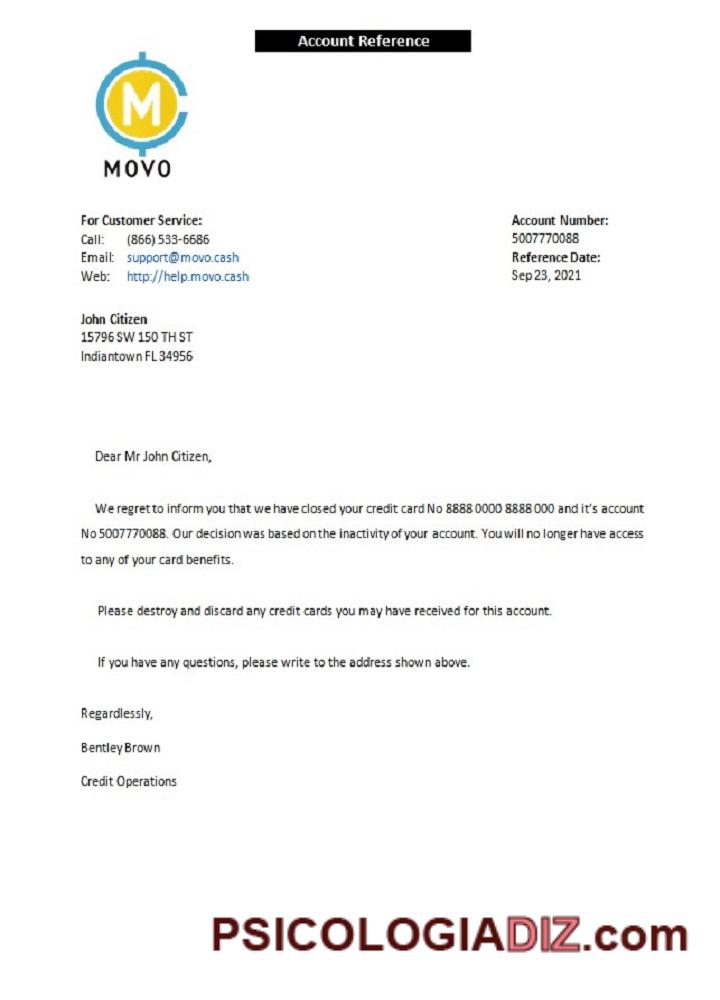 Account Reference
M
MOVO
For Customer Service:
Call: (866) 533-6686
Email: support@movo.cash
Web: http://help.movo.cash
Account Number:
5007770088
Reference Date:
Sep 23, 2021
John Citizen
15796 SW 150 TH ST
Indiantown FL 34956
Dear Mr John Citizen,
We regret to inform you that we have closed your credit card No 8888 0000 8888 000 and it's account
No 5007770088. Our decision was based on the inactivity of your account. You will no longer have access
to any of your card benefits.
Please destroy and discard any credit cards you may have received for this account.
If you have any questions, please write to the address shown above.
Regardlessly,
Bentley Brown
Credit Operations
PSICOLOGIADIZ.com